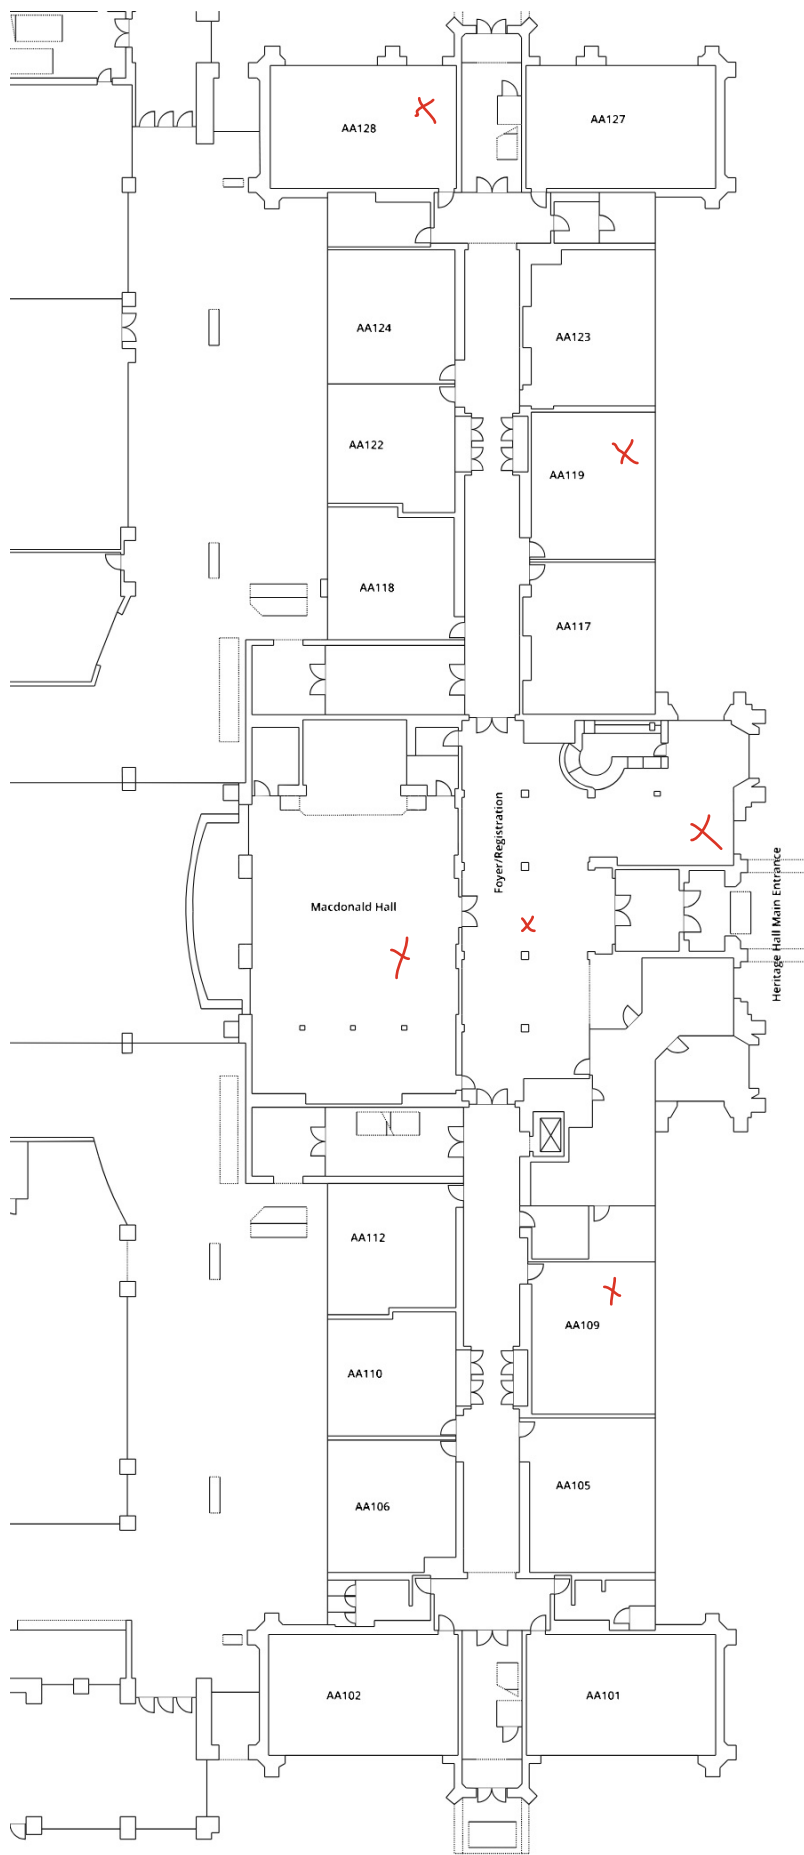 AA128
AA127
AA124
AA123
AA122
AA119
AA118
AA117
Foyer/Registration
Macdonald Hall
Heritage Hall Main Entrance
AA112
AA109
AA110
AA105
AA106
AA102
AA101